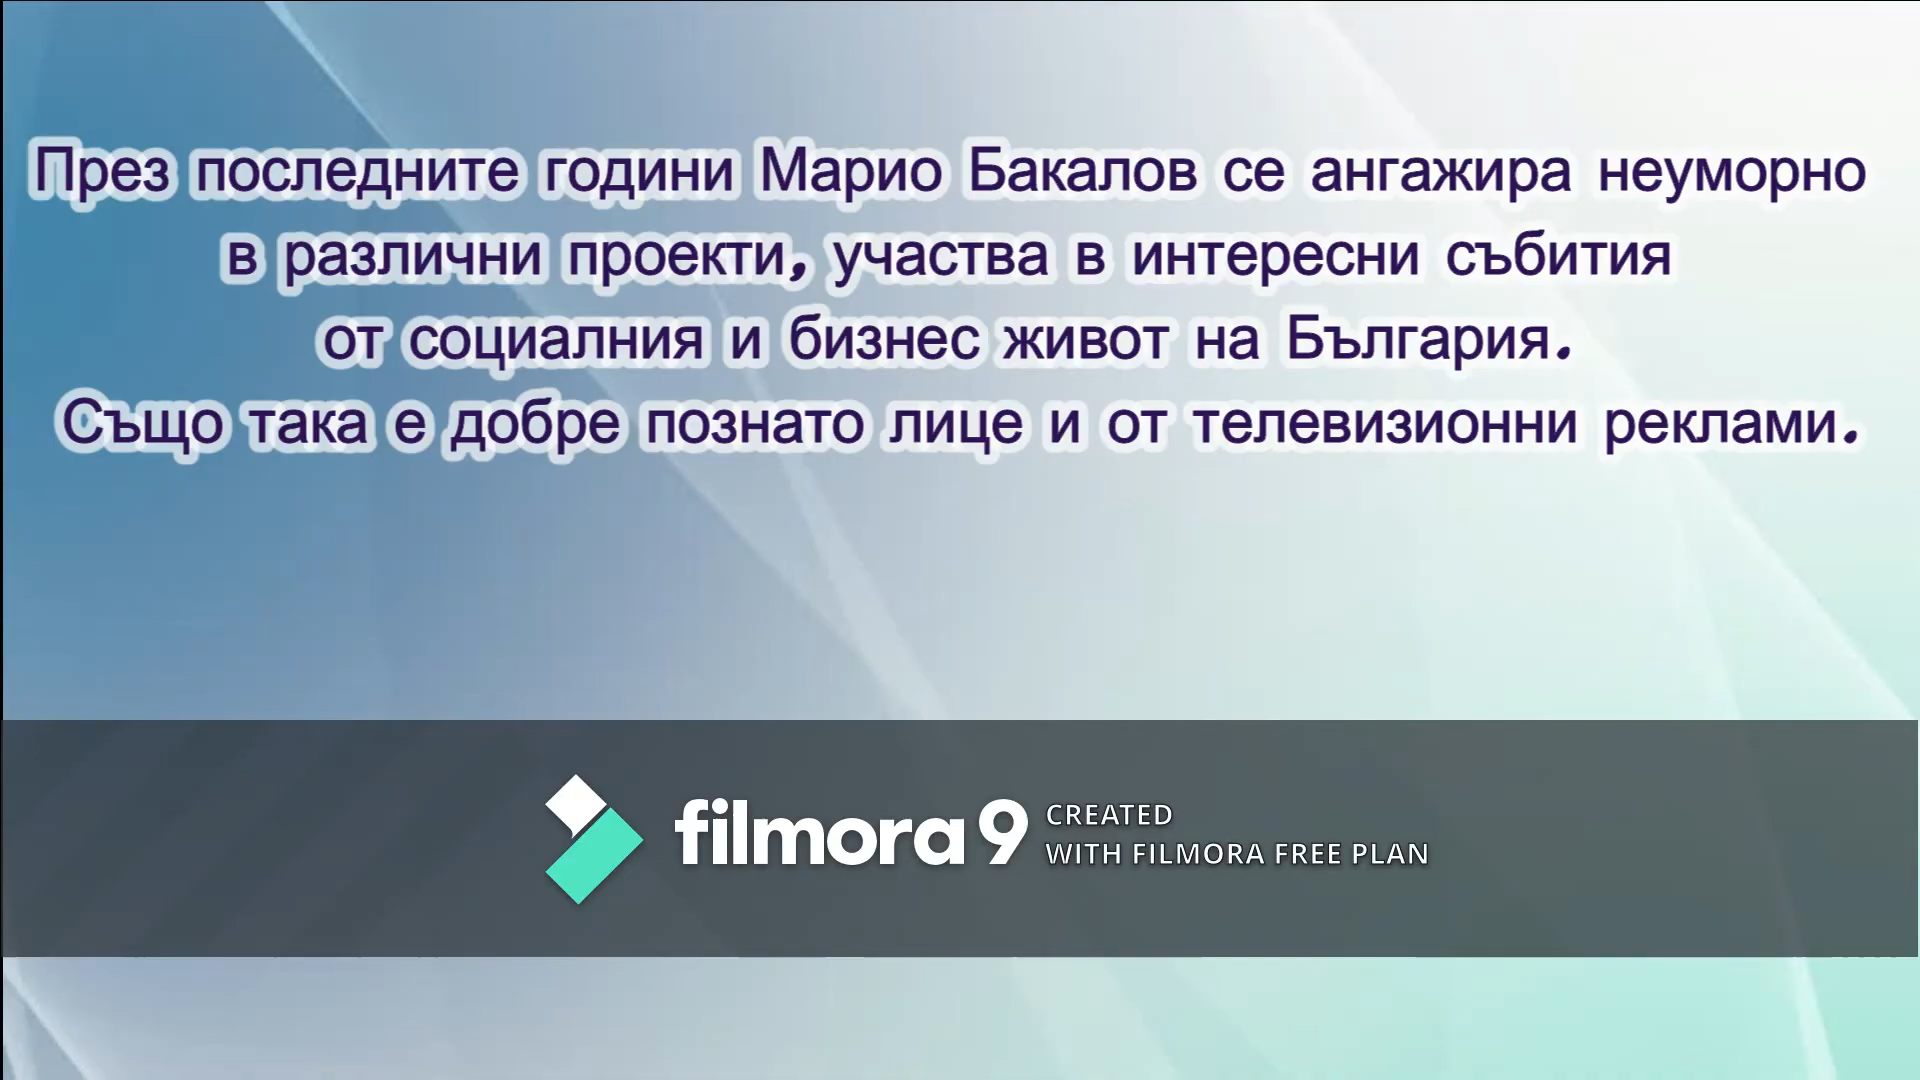 През последните години Марио Бакалов се ангажира неуморно
в различни проекти, участва в интересни събития
от социалния и бизнес живот на България.
Също така е добре познато лице и от телевизионни реклами.
filmora 9
CREATED
WITH FILMORA FREE PLAN